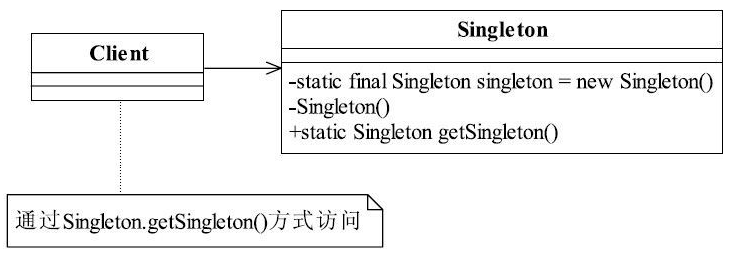 Client
Singleton
-static final Singleton singleton = new Singleton()
-Singleton()
+static Singleton getSingleton()
通过Singleton.getSingleton()方式访问